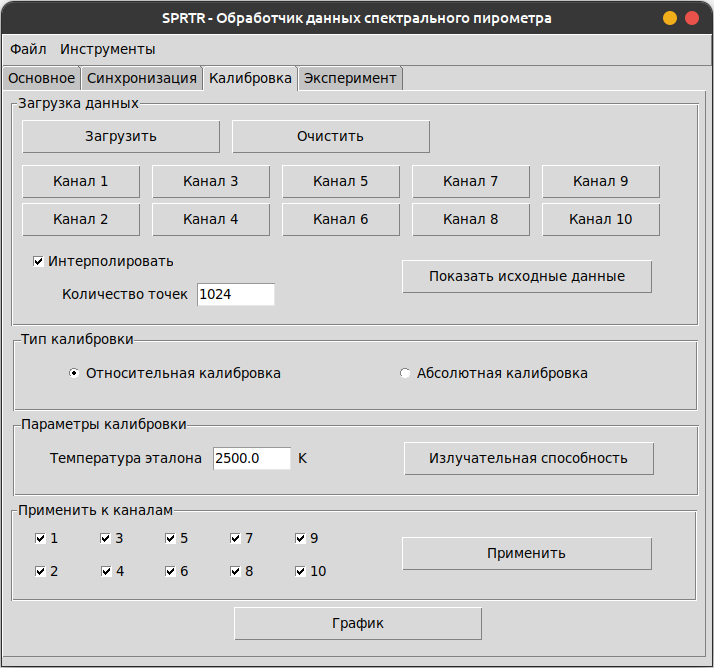 SPRTR - Обработчик данных спектрального пирометра
Файл Инструменты
Основное Синхронизация Калибровка Эксперимент
Загрузка данных
Загрузить Очистить
Канал 1 Канал 3 Канал 5 Канал 7 Канал 9
Канал 2 Канал 4 Канал 6 Канал 8 Канал 10
Интерполировать
Показать исходные данные
Количество точек 1024
Тип калибровки
Относительная калибровка Абсолютная калибровка
Параметры калибровки
Температура эталона 2500.0 K Излучательная способность
Применить к каналам
1 3 5 7 9
Применить
2 4 6 8 10
График